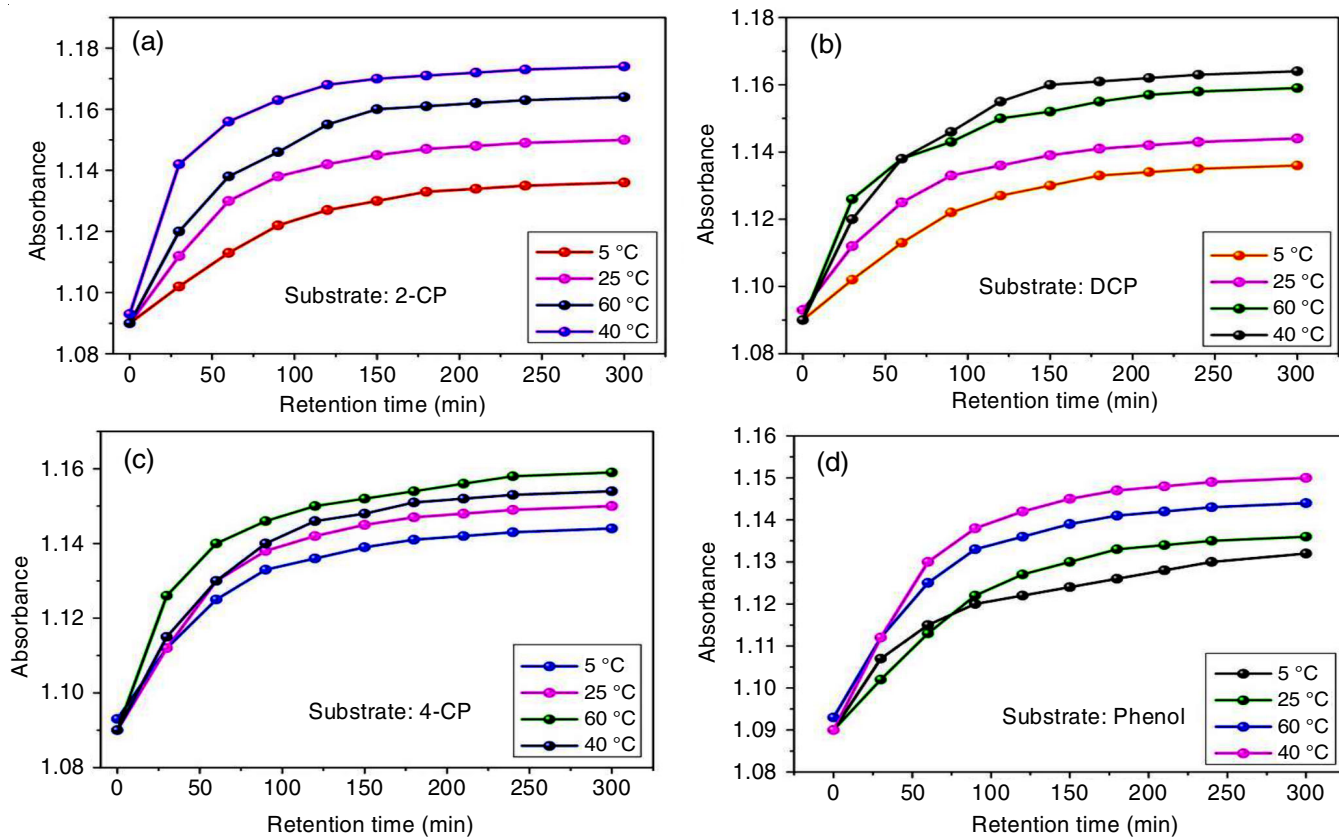 (a)
1.18
1.16
1.14
1.12
1.10
1.08
Absorbance
5 °C
25 °C
60 °C
40 °C
Substrate: 2-CP
0 50 100 150 200 250 300
Retention time (min)
(b)
1.18
1.16
1.14
1.12
1.10
1.08
Absorbance
5 °C
25 °C
60 °C
40 °C
Substrate: DCP
0 50 100 150 200 250 300
Retention time (min)
(c)
1.16
1.14
1.12
1.10
1.08
Absorbance
5 °C
25 °C
60 °C
40 °C
Substrate: 4-CP
0 50 100 150 200 250 300
Retention time (min)
(d)
1.16
1.15
1.14
1.13
1.12
1.11
1.10
1.09
1.08
Absorbance
5 °C
25 °C
60 °C
40 °C
Substrate: Phenol
0 50 100 150 200 250 300
Retention time (min)